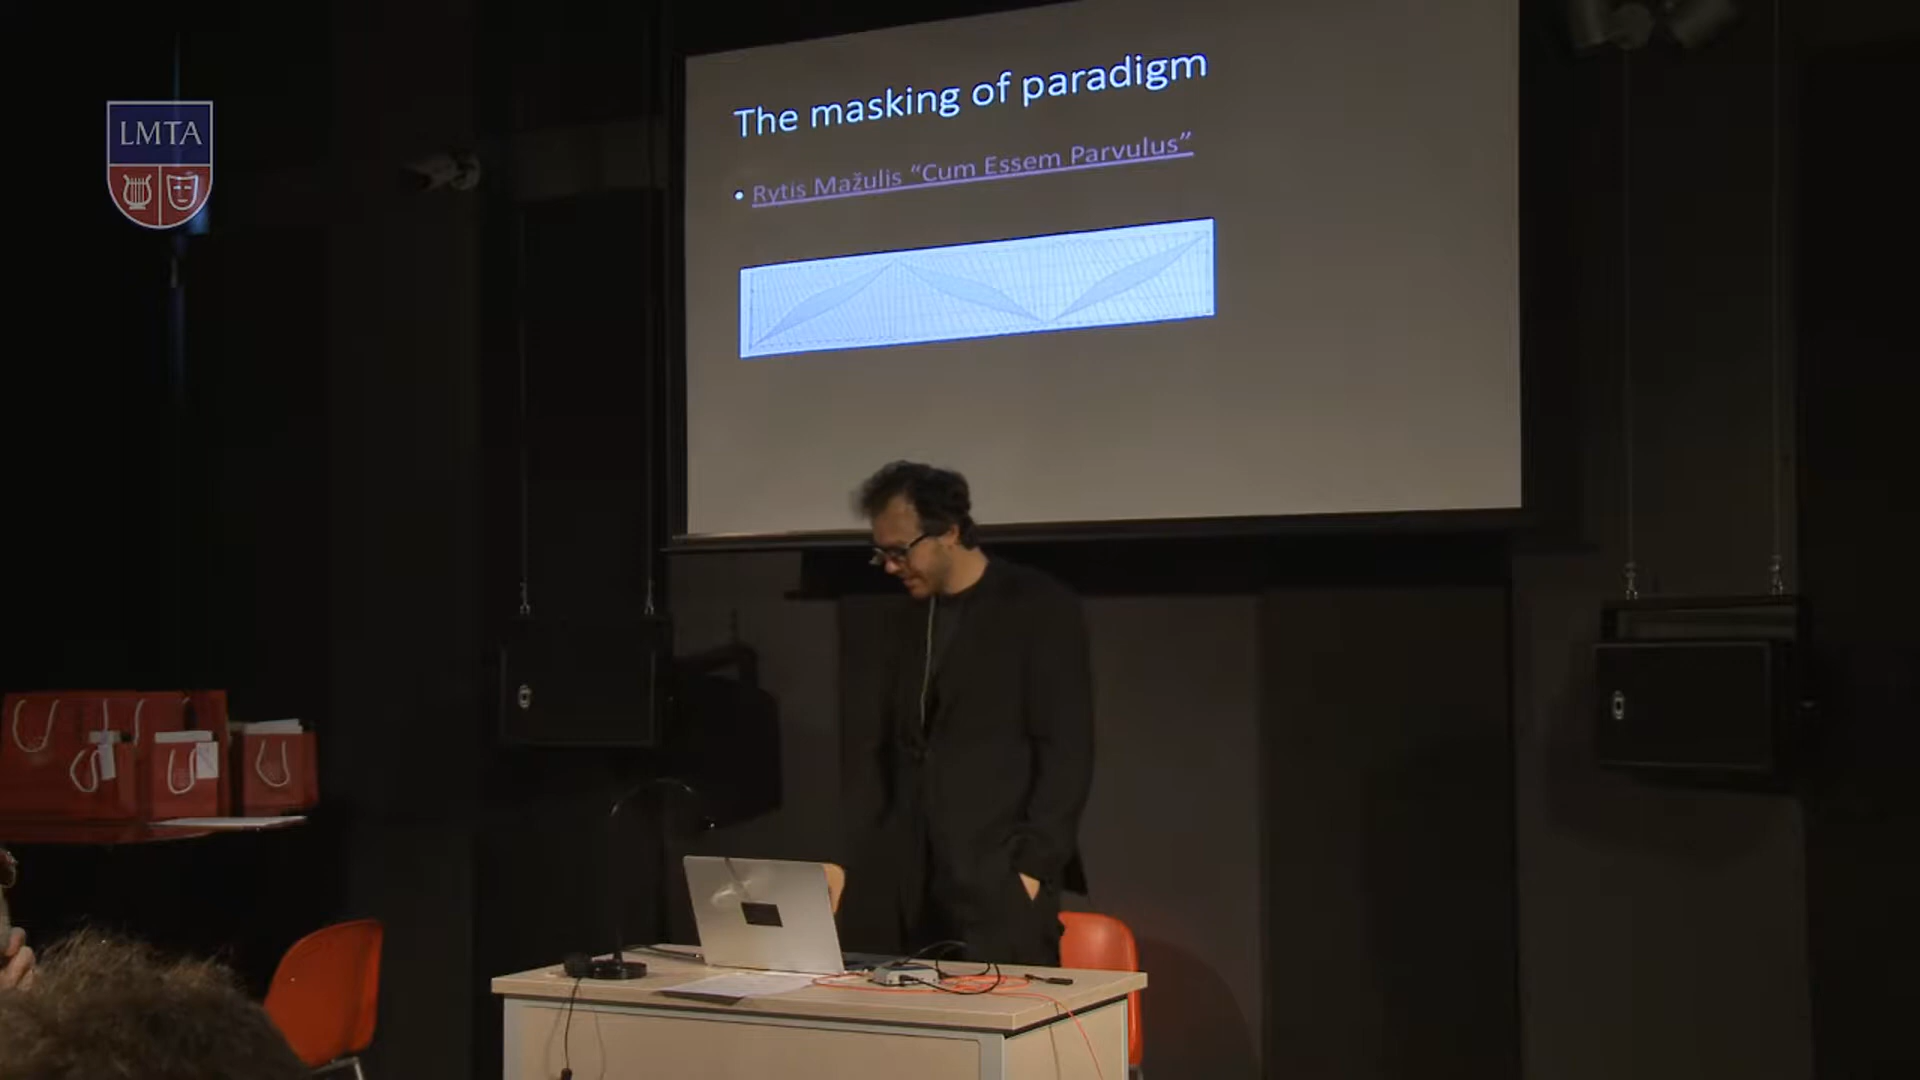 LMTA
The masking of paradigm
• Rytis Mažulis “Cum Essem Parvulus”